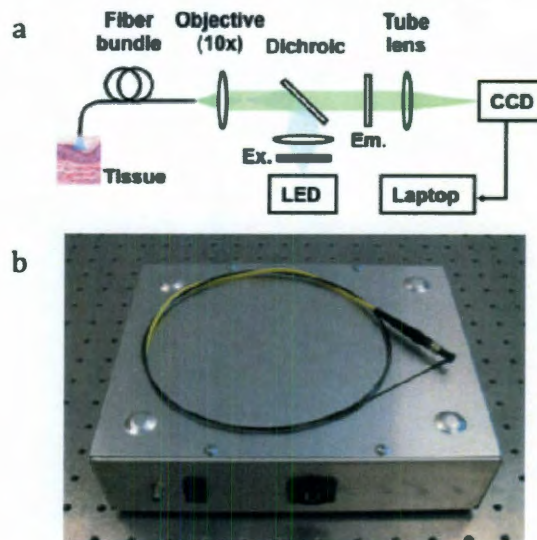 a
Fiber
bundle
Objective
(10x)
Dichroic
Tube
lens
CCD
Em.
Ex.
Tissue
LED
Laptop
b